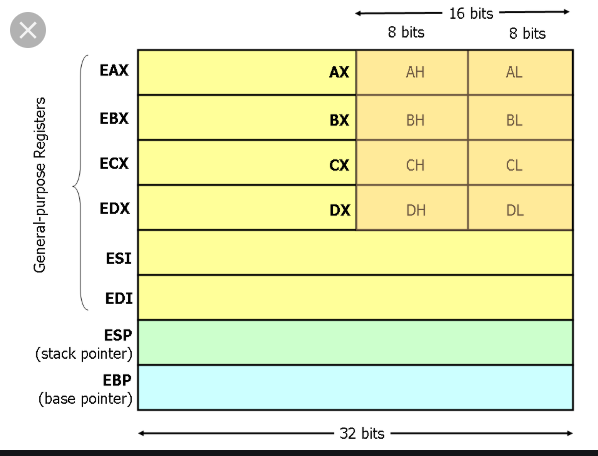 16 bits
8 bits 8 bits
General-purpose Registers
EAX AX AH AL
EBX BX BH BL
ECX CX CH CL
EDX DX DH DL
ESI
EDI
ESP
(stack pointer)
EBP
(base pointer)
32 bits